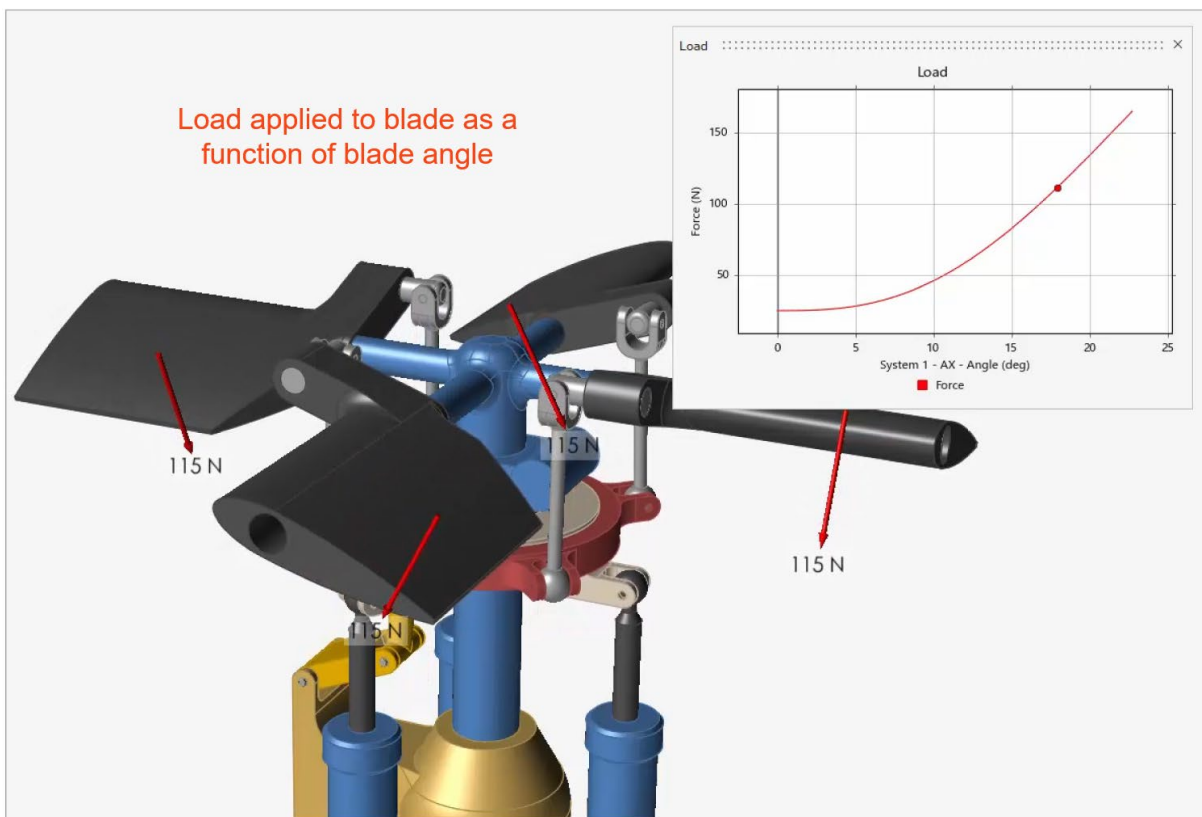 Load applied to blade as a
function of blade angle
Load
Load
150
100
50
Force (N)
0 5 10 15 20 25
System 1 - AX - Angle (deg)
Force
115 N
115 N
115 N
115 N